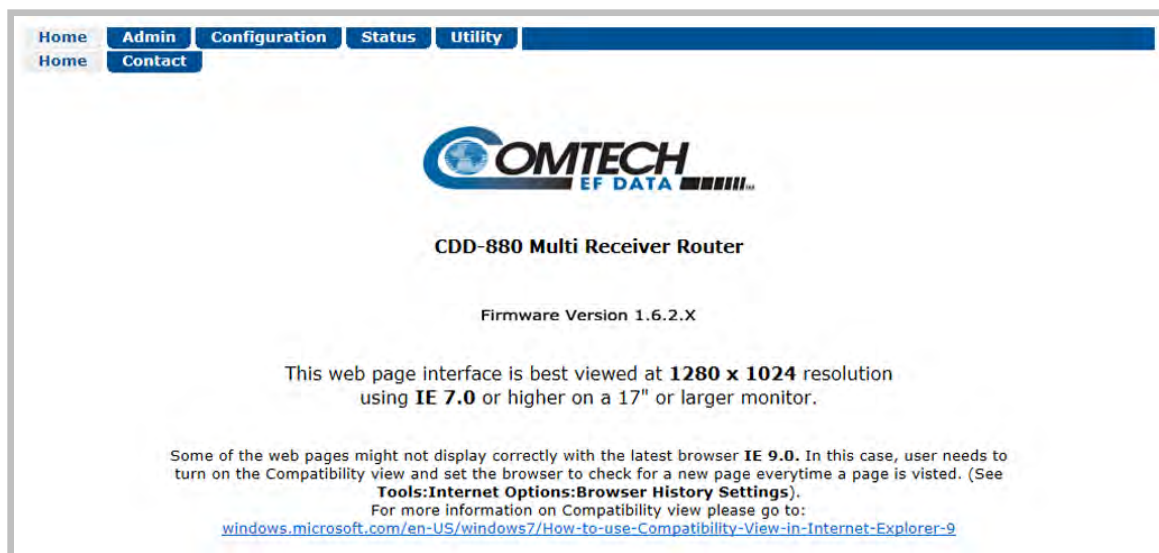 Home Admin Configuration Status Utility
Home Contact
COMTECH
EF DATA
CDD-880 Multi Receiver Router
Firmware Version 1.6.2.X
This web page interface is best viewed at 1280 x 1024 resolution
using IE 7.0 or higher on a 17" or larger monitor.
Some of the web pages might not display correctly with the latest browser IE 9.0. In this case, user needs to
turn on the Compatibility view and set the browser to check for a new page everytime a page is visted. (See
Tools:Internet Options:Browser History Settings).
For more information on Compatibility view please go to:
windows.microsoft.com/en-US/windows7/How-to-use-Compatibility-View-in-Internet-Explorer-9